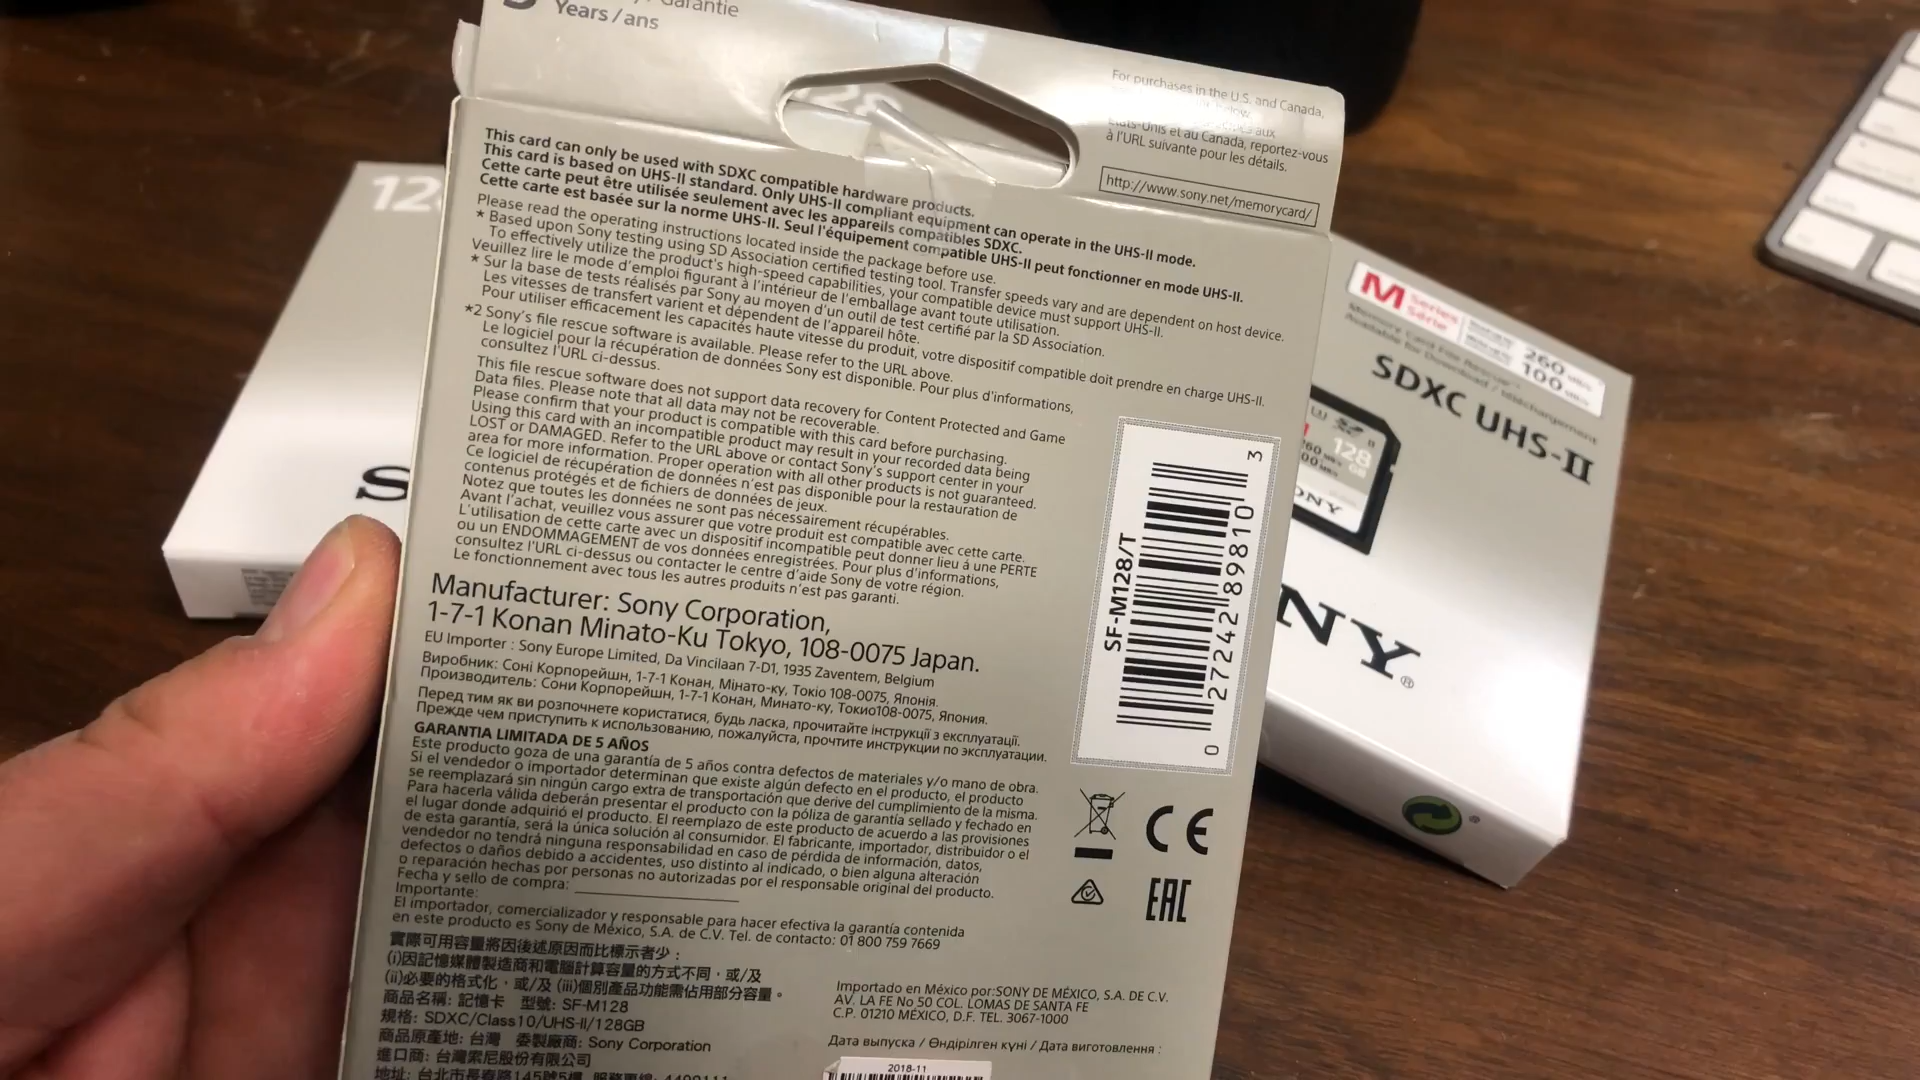 Garantie
Years/ans
For purchases in the U.S. and Canada,
États-Unis et au Canada, reportez-vous
à l'URL suivante pour les détails.
http://www.sony.net/memorycard/
This card can only be used with SDXC compatible hardware products.
This card is based on UHS-II standard. Only UHS-II compliant equipment can operate in the UHS-II mode.
Cette carte peut être utilisée seulement avec les appareils compatibles SDXC.
Cette carte est basée sur la norme UHS-II. Seul l'équipement compatible UHS-II peut fonctionner en mode UHS-II.
Please read the operating instructions located inside the package before use.
* Based upon Sony testing using SD Association certified testing tool. Transfer speeds vary and are dependent on host device.
To effectively utilize the product's high-speed capabilities, your compatible device must support UHS-II.
Veuillez lire le mode d'emploi figurant à l'intérieur de l'emballage avant toute utilisation.
* Sur la base de tests réalisés par Sony au moyen d'un outil de test certifié par la SD Association.
Les vitesses de transfert varient et dépendent de l'appareil hôte.
Pour utiliser efficacement les capacités haute vitesse du produit, votre dispositif compatible doit prendre en charge UHS-II.
*2 Sony's file rescue software is available. Please refer to the URL above.
Le logiciel pour la récupération de données Sony est disponible. Pour plus d'informations,
consultez l'URL ci-dessus.
This file rescue software does not support data recovery for Content Protected and Game
Data files. Please note that all data may not be recoverable.
Please confirm that your product is compatible with this card before purchasing.
Using this card with an incompatible product may result in your recorded data being
LOST or DAMAGED. Refer to the URL above or contact Sony's support center in your
area for more information. Proper operation with all other products is not guaranteed.
Ce logiciel de récupération de données n'est pas disponible pour la restauration de
contenus protégés et de fichiers de données de jeux.
Notez que toutes les données ne sont pas nécessairement récupérables.
Avant l'achat, veuillez vous assurer que votre produit est compatible avec cette carte.
L'utilisation de cette carte avec un dispositif incompatible peut donner lieu à une PERTE
ou un ENDOMMAGEMENT de vos données enregistrées. Pour plus d'informations,
consultez l'URL ci-dessus ou contacter le centre d'aide Sony de votre région.
Le fonctionnement avec tous les autres produits n'est pas garanti.
Manufacturer: Sony Corporation,
1-7-1 Konan Minato-Ku Tokyo, 108-0075 Japan.
EU Importer : Sony Europe Limited, Da Vincilaan 7-D1, 1935 Zaventem, Belgium
Виробник: Соні Корпорейшн, 1-7-1 Конан, Мінато-ку, Токіо 108-0075, Японія.
Производитель: Сони Корпорейшн, 1-7-1 Конан, Минато-ку, Токио108-0075, Япония.
Перед тим як ви розпочнете користатися, будь ласка, прочитайте інструкції з експлуатації.
Прежде чем приступить к использованию, пожалуйста, прочтите инструкции по эксплуатации.
GARANTIA LIMITADA DE 5 AÑOS
Este producto goza de una garantía de 5 años contra defectos de materiales y/o mano de obra.
Si el vendedor o importador determinan que existe algún defecto en el producto, el producto
se reemplazará sin ningún cargo extra de transportación que derive del cumplimiento de la misma.
Para hacerla válida deberán presentar el producto con la póliza de garantía sellado y fechado en
el lugar donde adquirió el producto. El reemplazo de este producto de acuerdo a las provisiones
de esta garantía, será la única solución al consumidor. El fabricante, importador, distribuidor o el
vendedor no tendrá ninguna responsabilidad en caso de pérdida de información, datos,
defectos o daños debido a accidentes, uso distinto al indicado, o bien alguna alteración
o reparación hechas por personas no autorizadas por el responsable original del producto.
Fecha y sello de compra:
Importante:
El importador, comercializador y responsable para hacer efectiva la garantía contenida
en este producto es Sony de México, S.A. de C.V. Tel. de contacto: 01 800 759 7669
實際可用容量將因後述原因而比標示者少：
(i)因記憶媒體製造商和電腦計算容量的方式不同，或/及
(ii)必要的格式化，或/及 (iii)個別產品功能需佔用部分容量。
商品名稱: 記憶卡 型號: SF-M128
規格: SDXC/Class10/UHS-II/128GB
商品原產地: 台灣 委製廠商: Sony Corporation
進口商: 台灣索尼股份有限公司
地址: 台北市長春路145號5樓
SF-M128/T
0 27242 89810 3
CE
EAC
Importado en México por:SONY DE MÉXICO, S.A. DE C.V.
AV. LA FE No 50 COL. LOMAS DE SANTA FE
C.P. 01210 MÉXICO, D.F. TEL. 3067-1000
Дата выпуска / Өндірілген күні / Дата виготовлення :
2018-11
M Series
Série
260
100
Memory Card File Rescue
Available for Download / Téléchargement
SDXC UHS-II
128
SONY
NY®
12
S